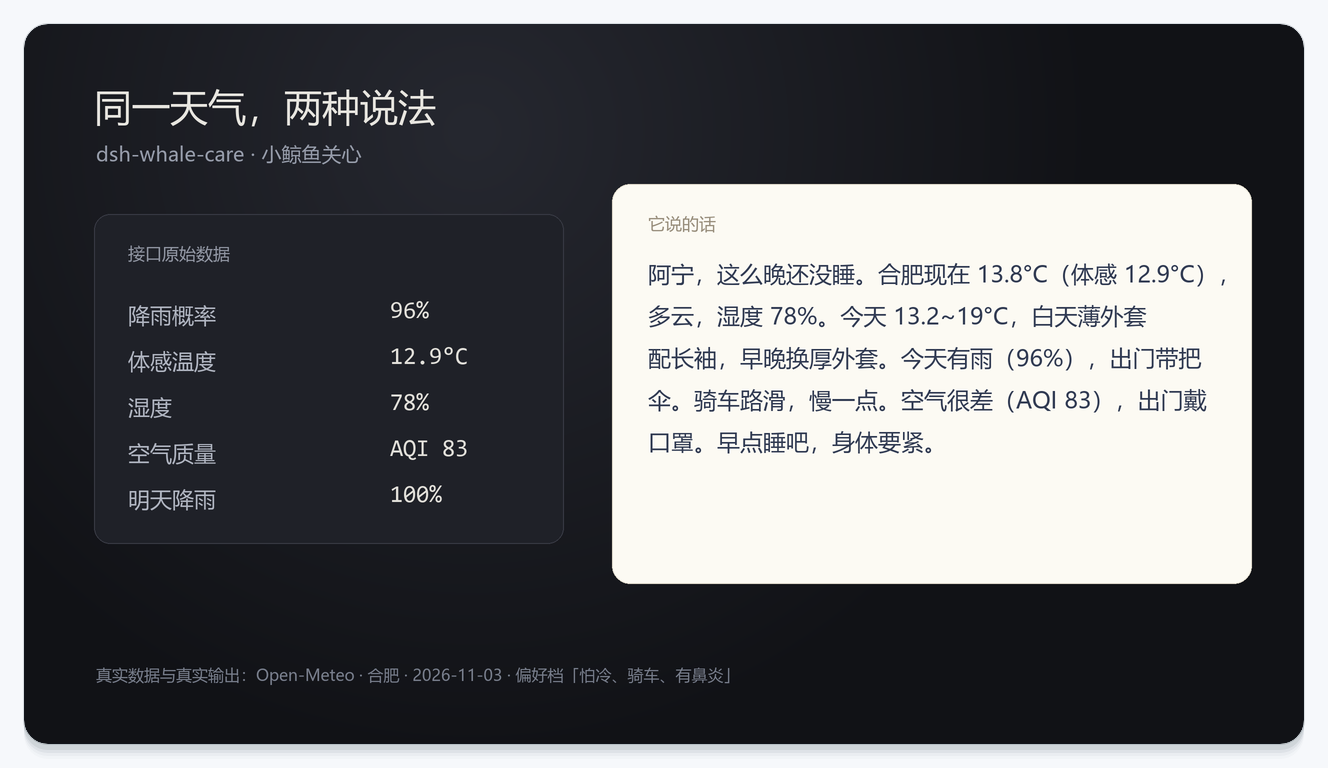 同一天气，两种说法
dsh-whale-care · 小鲸鱼关心
接口原始数据
降雨概率 96%
体感温度 12.9°C
湿度 78%
空气质量 AQI 83
明天降雨 100%
它说的话
阿宁，这么晚还没睡。合肥现在 13.8°C（体感 12.9°C），
多云，湿度 78%。今天 13.2~19°C，白天薄外套
配长袖，早晚换厚外套。今天有雨（96%），出门带把
伞。骑车路滑，慢一点。空气很差（AQI 83），出门戴
口罩。早点睡吧，身体要紧。
真实数据与真实输出：Open-Meteo · 合肥 · 2026-11-03 · 偏好档「怕冷、骑车、有鼻炎」